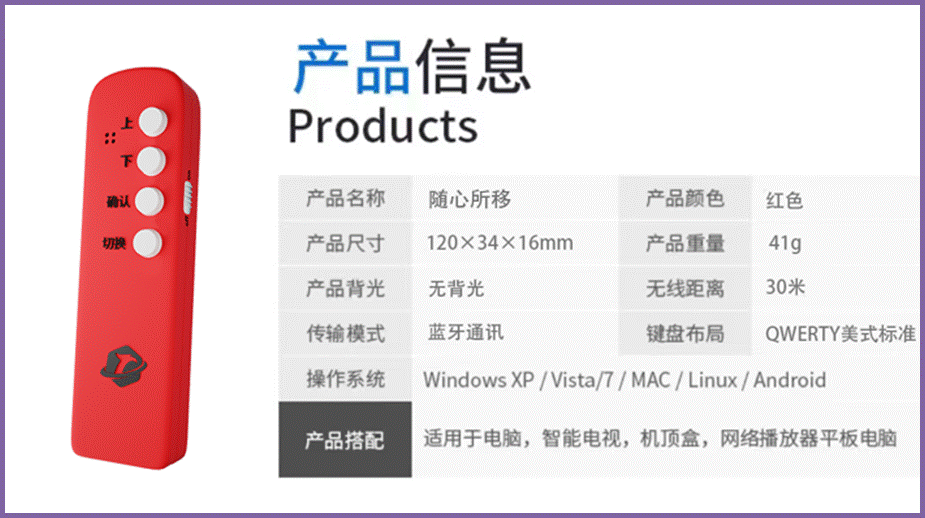 产品信息
Products
上
下
确认
切换
产品名称 随心所移 产品颜色 红色
产品尺寸 120×34×16mm 产品重量 41g
产品背光 无背光 无线距离 30米
传输模式 蓝牙通讯 键盘布局 QWERTY美式标准
操作系统 Windows XP / Vista/7 / MAC / Linux / Android
产品搭配 适用于电脑，智能电视，机顶盒，网络播放器平板电脑